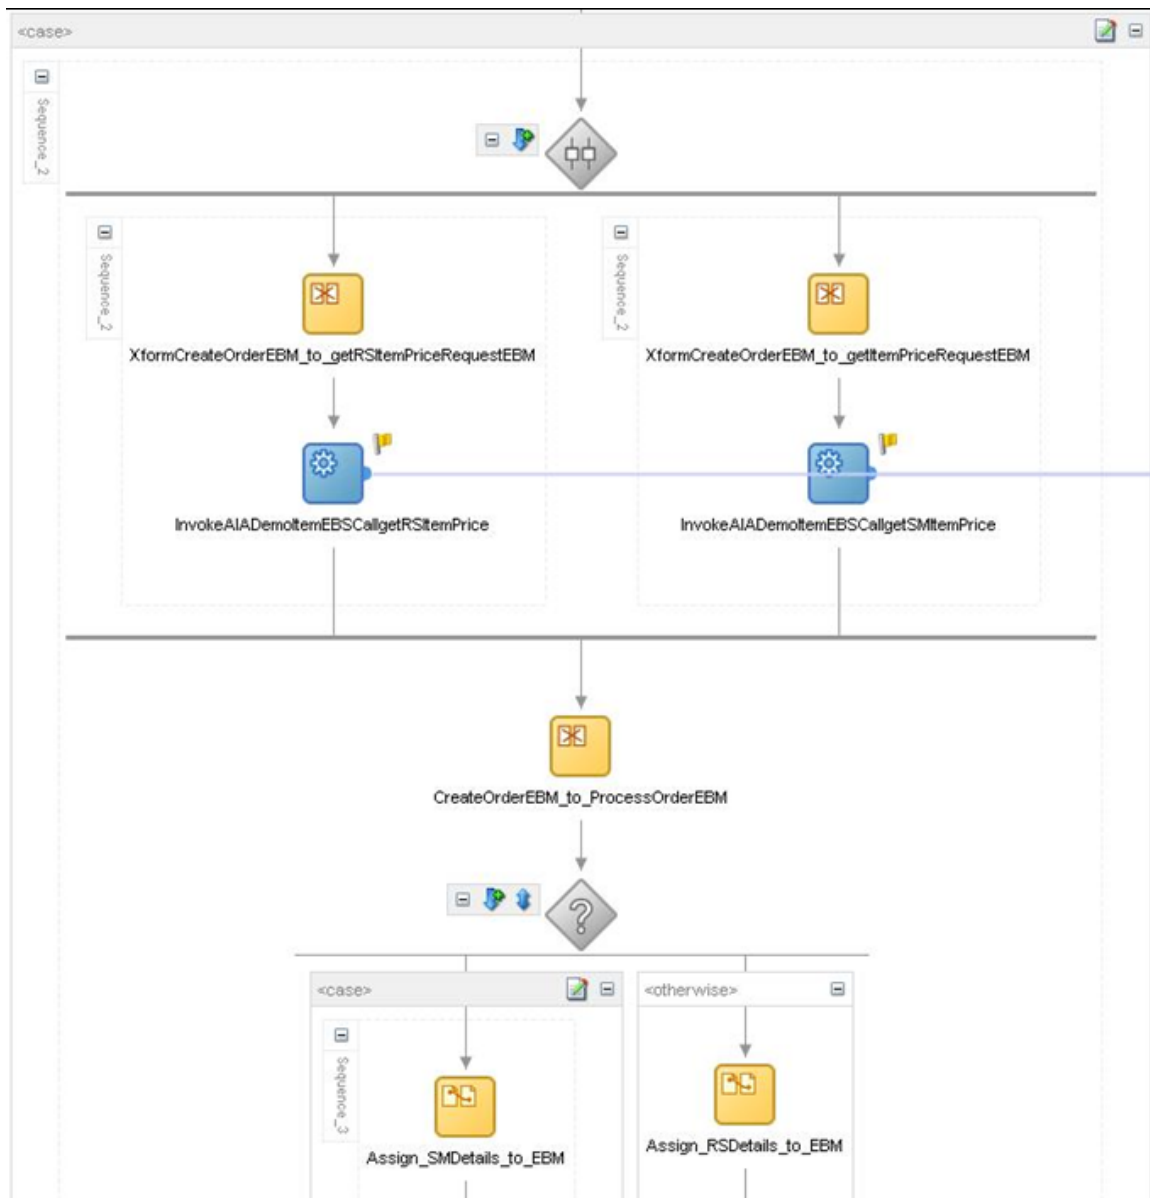 <case>
Sequence_2
Sequence_2
Sequence_2
XformCreateOrderEBM_to_getRSItemPriceRequestEBM
XformCreateOrderEBM_to_getItemPriceRequestEBM
InvokeAIADemoItemEBSCallgetRSItemPrice
InvokeAIADemoItemEBSCallgetSMItemPrice
CreateOrderEBM_to_ProcessOrderEBM
?
<case>
<otherwise>
Sequence_3
Assign_SMDetails_to_EBM
Assign_RSDetails_to_EBM